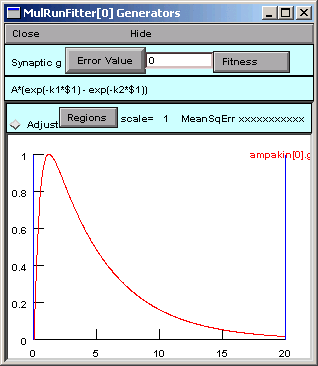 MulRunFitter[0] Generators
Close Hide
Synaptic g Error Value 0 Fitness
A*(exp(-k1*$1) - exp(-k2*$1))
Adjust Regions scale= 1 MeanSqErr xxxxxxxxxxx
1 ampakin[0].g
0.8
0.6
0.4
0.2
0
0 5 10 15 20